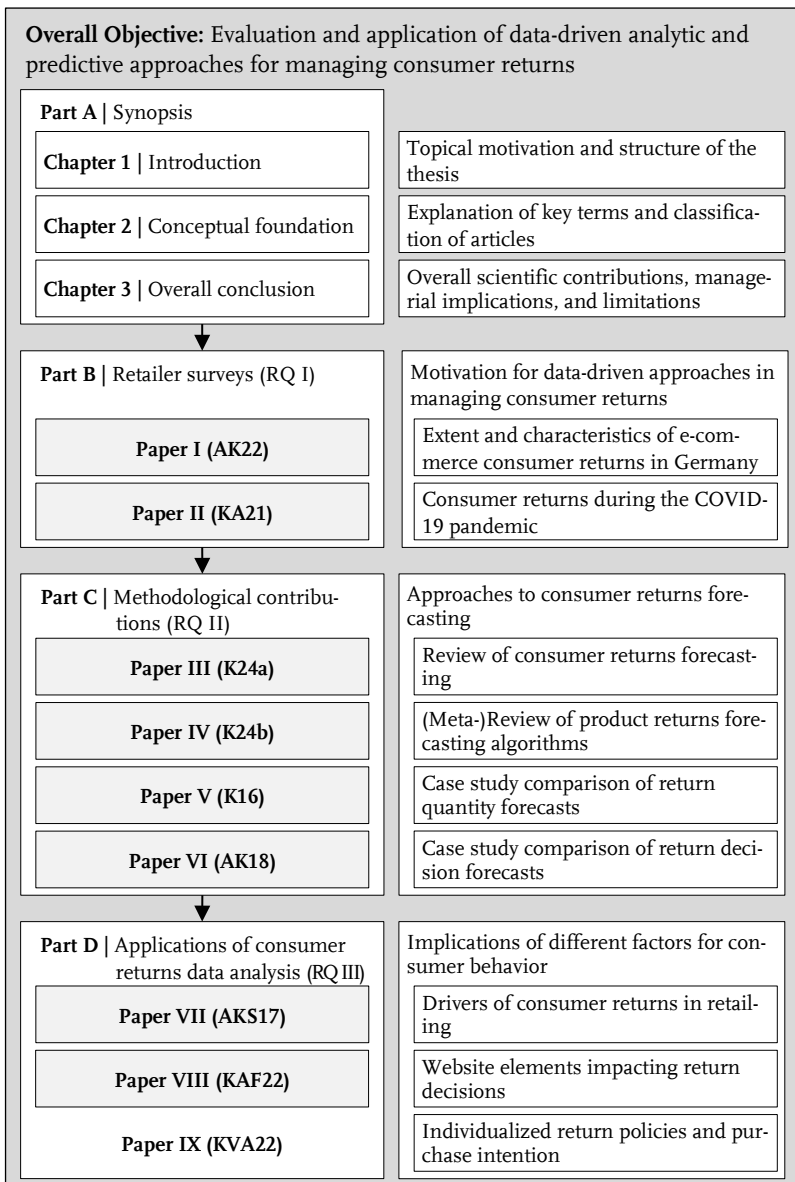 Overall Objective: Evaluation and application of data-driven analytic and
predictive approaches for managing consumer returns
Part A | Synopsis
Chapter 1 | Introduction
Topical motivation and structure of the
thesis
Chapter 2 | Conceptual foundation
Explanation of key terms and classifica-
tion of articles
Chapter 3 | Overall conclusion
Overall scientific contributions, manage-
rial implications, and limitations
Part B | Retailer surveys (RQ I)
Motivation for data-driven approaches in
managing consumer returns
Paper I (AK22)
Extent and characteristics of e-com-
merce consumer returns in Germany
Paper II (KA21)
Consumer returns during the COVID-
19 pandemic
Part C | Methodological contribu-
tions (RQ II)
Approaches to consumer returns fore-
casting
Paper III (K24a)
Review of consumer returns forecast-
ing
Paper IV (K24b)
(Meta-)Review of product returns fore-
casting algorithms
Paper V (K16)
Case study comparison of return
quantity forecasts
Paper VI (AK18)
Case study comparison of return deci-
sion forecasts
Part D | Applications of consumer
returns data analysis (RQ III)
Implications of different factors for con-
sumer behavior
Paper VII (AKS17)
Drivers of consumer returns in retail-
ing
Paper VIII (KAF22)
Website elements impacting return
decisions
Paper IX (KVA22)
Individualized return policies and pur-
chase intention